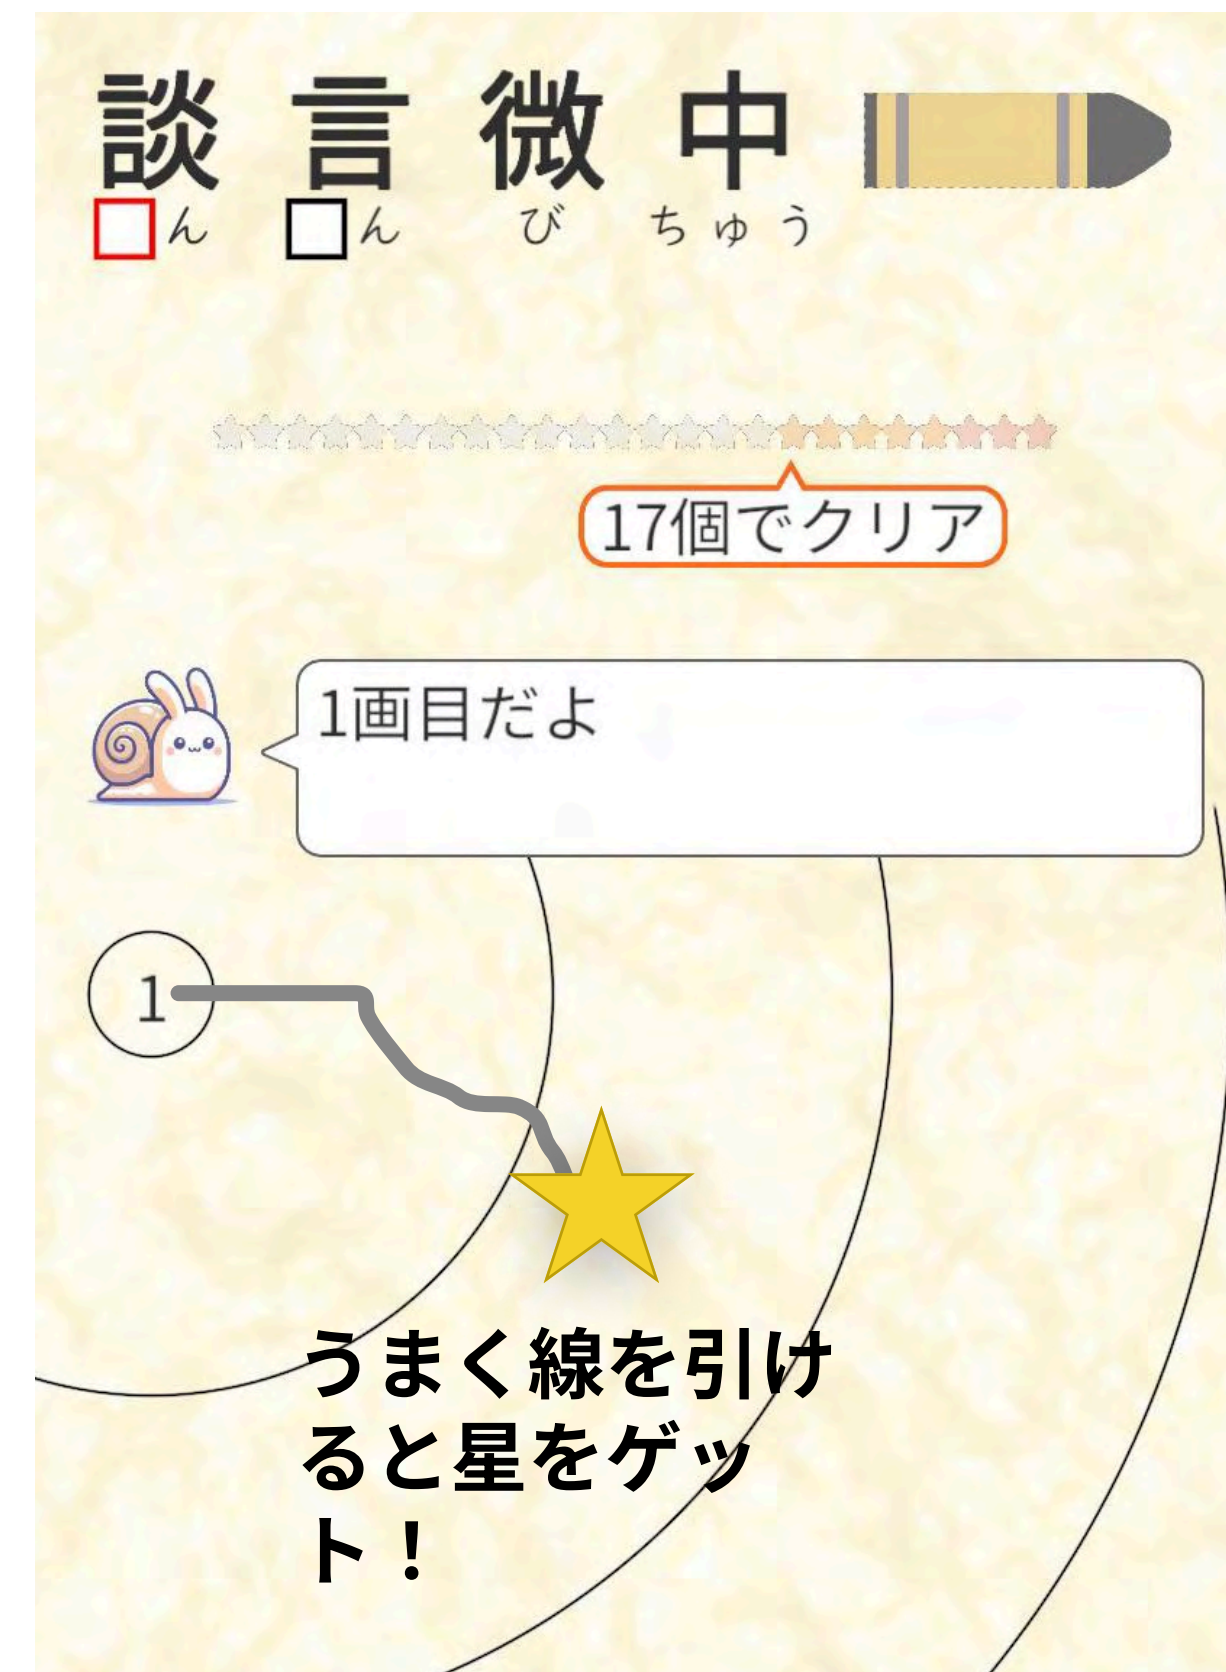 談言微中
□ん □ん び ちゅう
17個でクリア
1画目だよ
1
うまく線を引け
ると星をゲッ
ト！